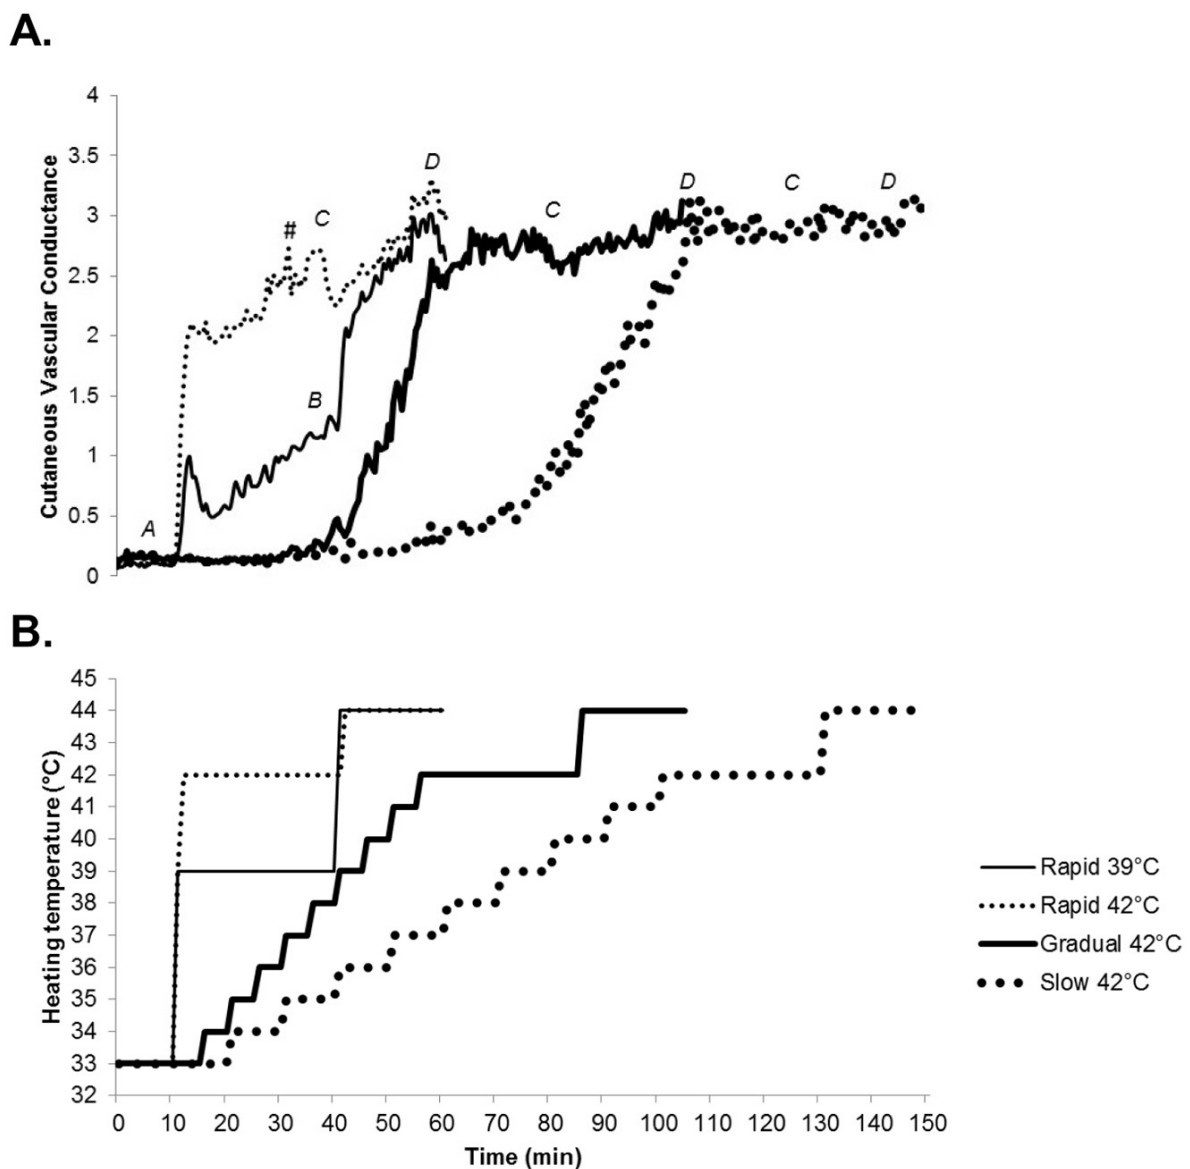 A.
Cutaneous Vascular Conductance
4
3.5
3
2.5
2
1.5
1
0.5
0
A
B
#
C
D
C
D
C
D
B.
Heating temperature (°C)
45
44
43
42
41
40
39
38
37
36
35
34
33
32
0 10 20 30 40 50 60 70 80 90 100 110 120 130 140 150
Time (min)
Rapid 39°C
Rapid 42°C
Gradual 42°C
Slow 42°C